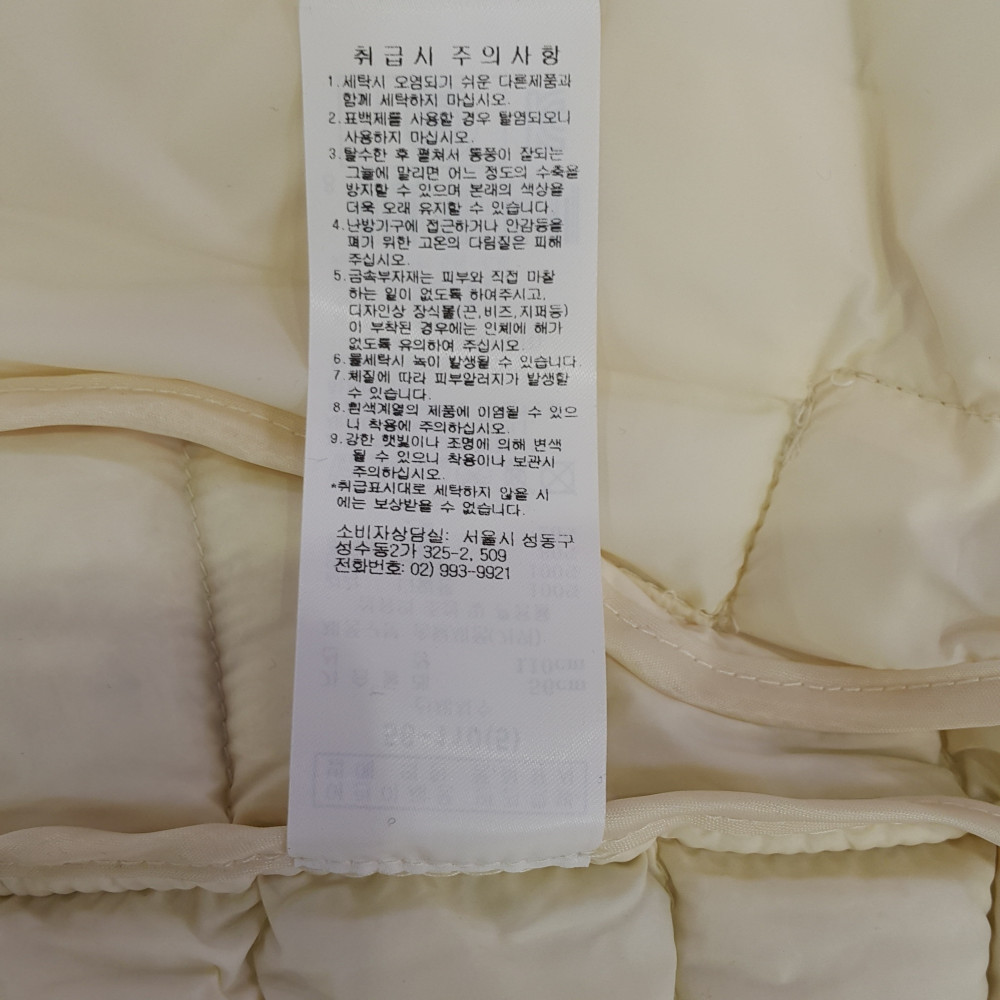 취급시 주의사항
1.세탁시 오염되기 쉬운 다른제품과
함께 세탁하지 마십시오.
2.표백제를 사용할 경우 탈염되오니
사용하지 마십시오.
3.탈수한 후 펼쳐서 통풍이 잘되는
그늘에 말리면 어느 정도의 수축을
방지할 수 있으며 본래의 색상을
더욱 오래 유지할 수 있습니다.
4.난방기구에 접근하거나 안감등을
펴기 위한 고온의 다림질은 피해
주십시오.
5.금속부자재는 피부와 직접 마찰
하는 일이 없도록 하여주시고,
디자인상 장식물(끈,비즈,지퍼등)
이 부착된 경우에는 인체에 해가
없도록 유의하여 주십시오.
6.물세탁시 녹이 발생될 수 있습니다.
7.체질에 따라 피부알러지가 발생할
수 있습니다.
8.흰색계열의 제품에 이염될 수 있으
니 착용에 주의하십시오.
9.강한 햇빛이나 조명에 의해 변색
될 수 있으니 착용이나 보관시
주의하십시오.
*취급표시대로 세탁하지 않을 시
에는 보상받을 수 없습니다.
소비자상담실: 서울시 성동구
성수동2가 325-2, 509
전화번호: 02) 993-9921